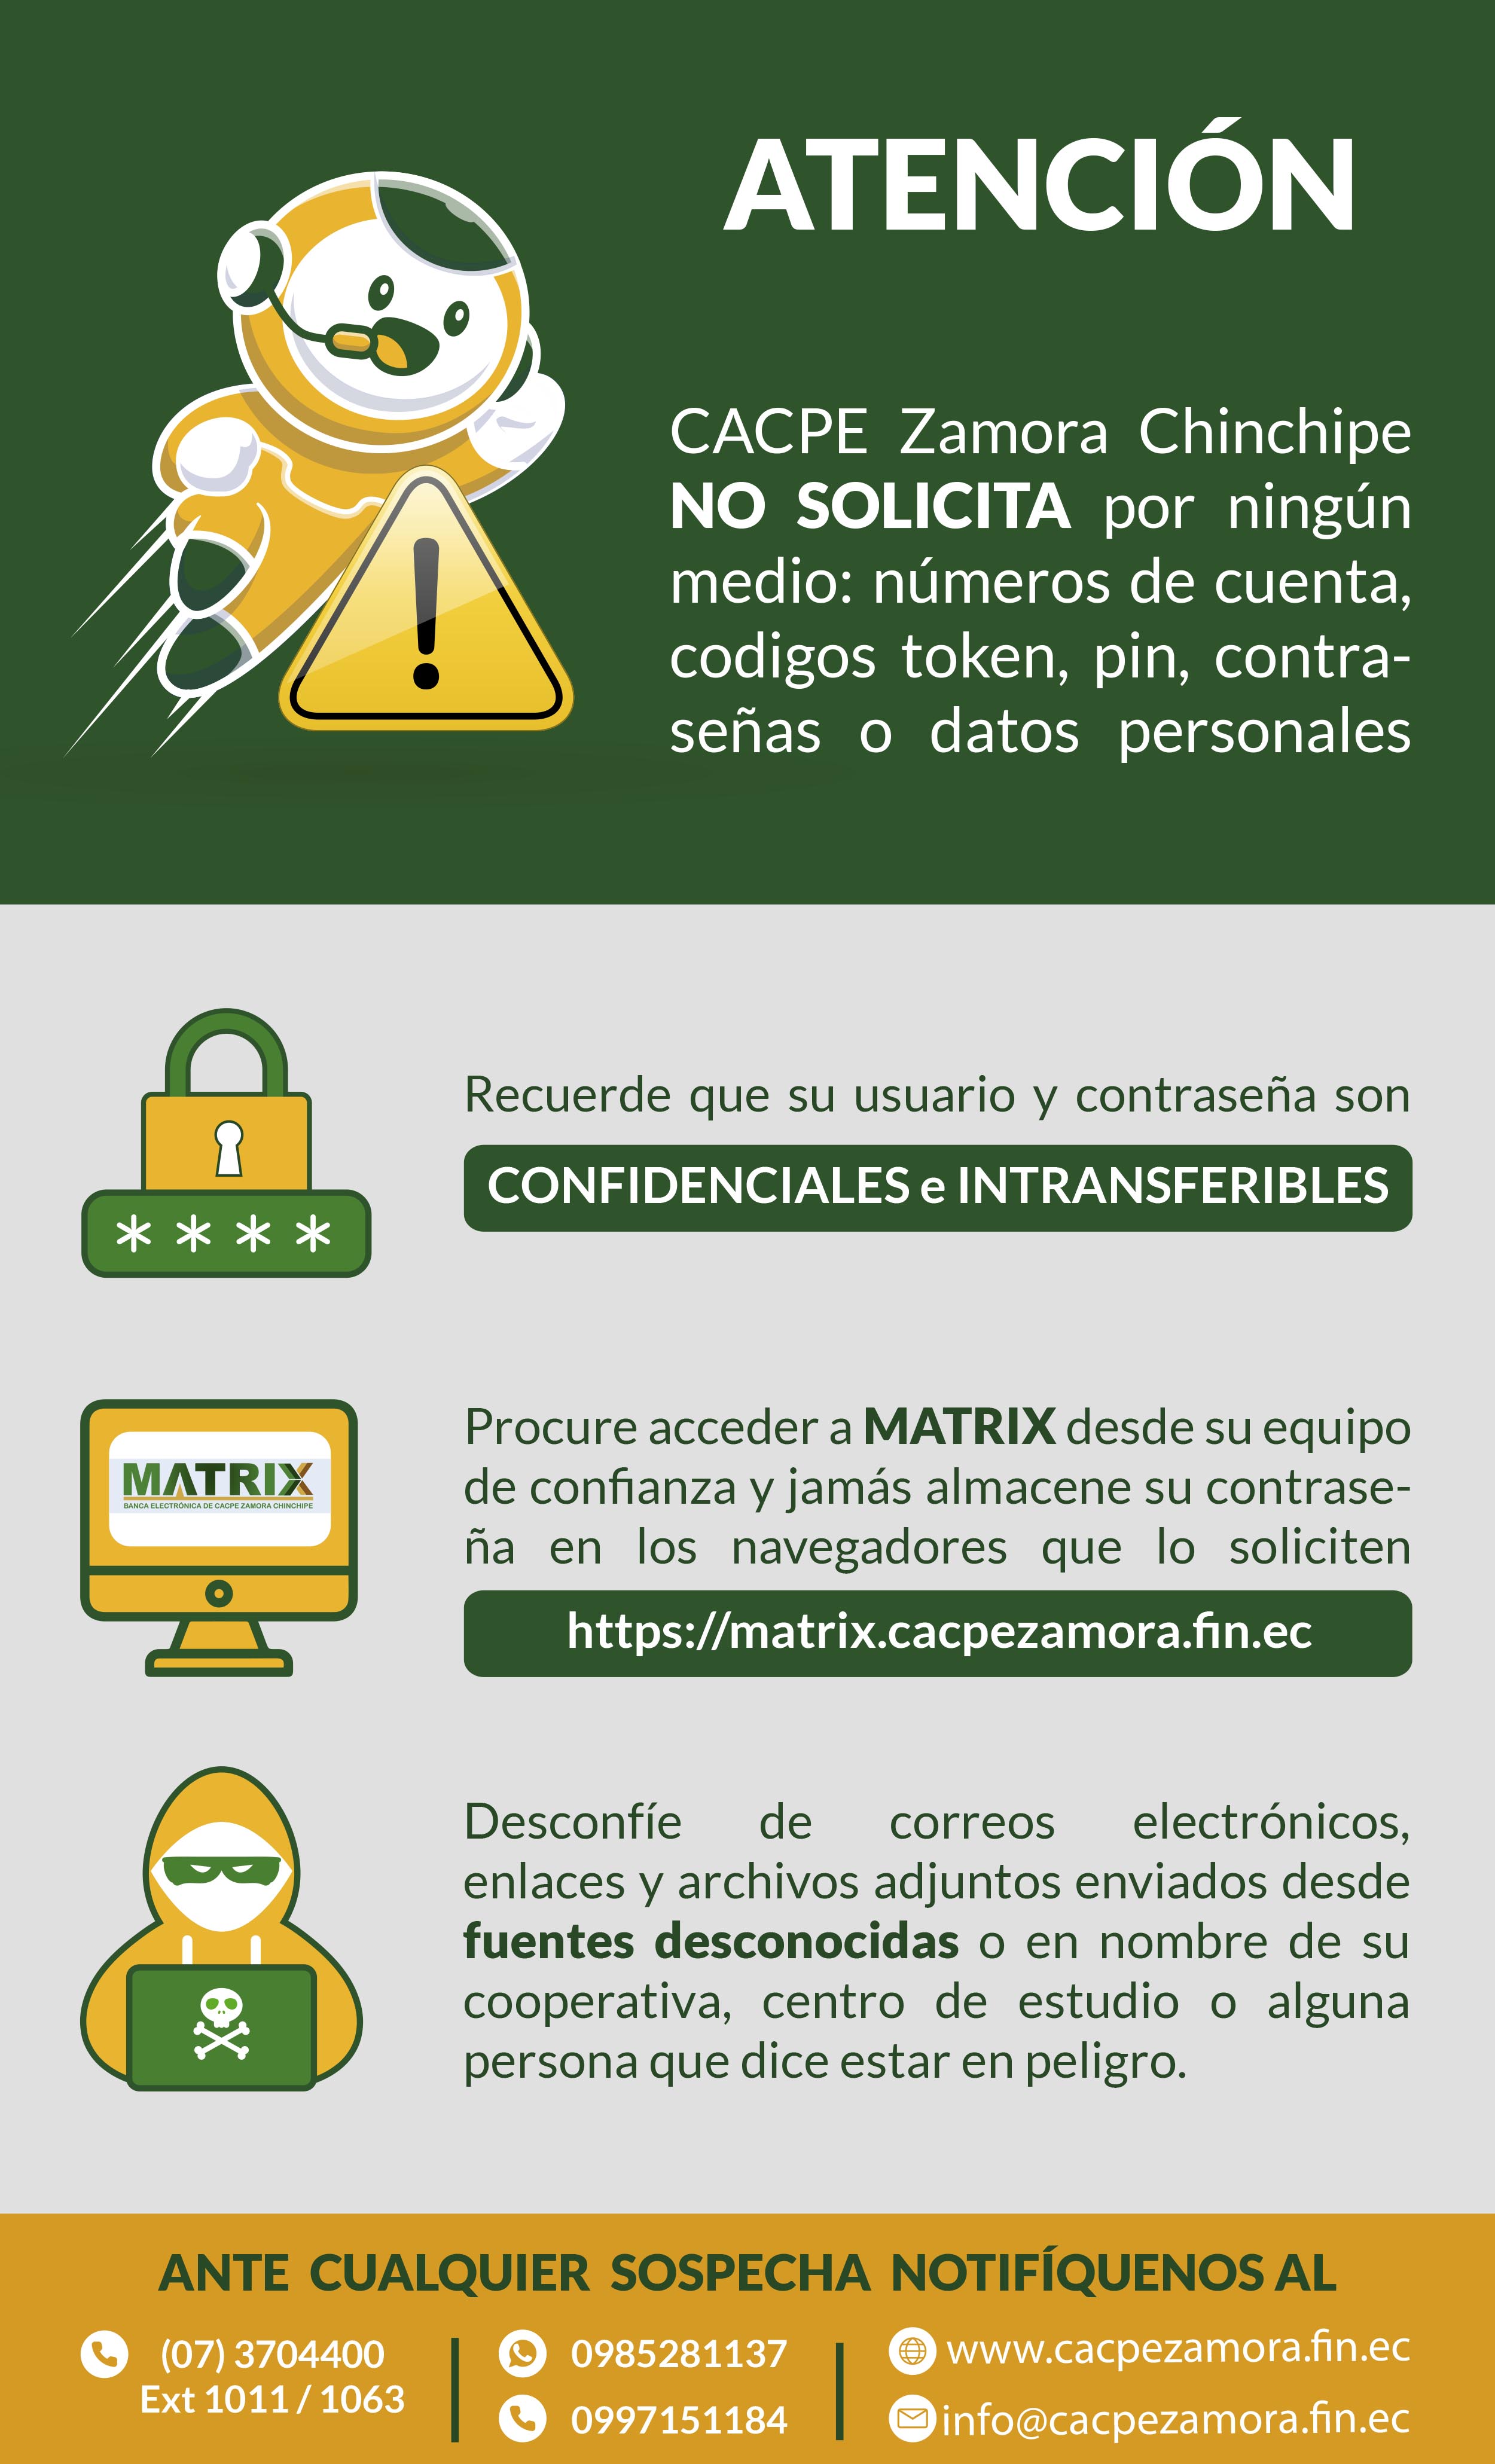 ATENCIÓN
CACPE Zamora Chinchipe
NO SOLICITA por ningún
medio: números de cuenta,
codigos token, pin, contra-
señas o datos personales
Recuerde que su usuario y contraseña son
CONFIDENCIALES e INTRANSFERIBLES
* * * *
MATRIX
BANCA ELECTRÓNICA DE CACPE ZAMORA CHINCHIPE
Procure acceder a MATRIX desde su equipo
de confianza y jamás almacene su contrase-
ña en los navegadores que lo soliciten
https://matrix.cacpezamora.fin.ec
Desconfíe de correos electrónicos,
enlaces y archivos adjuntos enviados desde
fuentes desconocidas o en nombre de su
cooperativa, centro de estudio o alguna
persona que dice estar en peligro.
ANTE CUALQUIER SOSPECHA NOTIFÍQUENOS AL
(07) 3704400
Ext 1011 / 1063
0985281137
0997151184
www.cacpezamora.fin.ec
info@cacpezamora.fin.ec